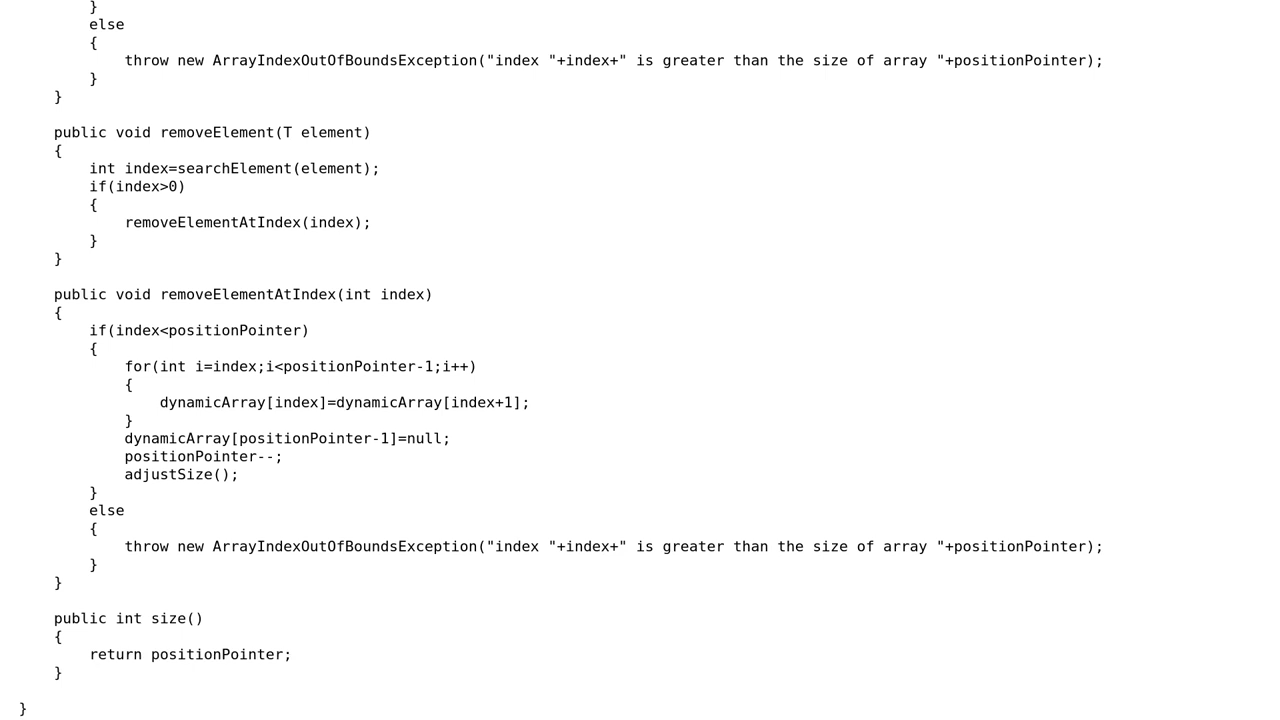 }
        else
        {
            throw new ArrayIndexOutOfBoundsException("index "+index+" is greater than the size of array "+positionPointer);
        }
    }

    public void removeElement(T element)
    {
        int index=searchElement(element);
        if(index>0)
        {
            removeElementAtIndex(index);
        }
    }

    public void removeElementAtIndex(int index)
    {
        if(index<positionPointer)
        {
            for(int i=index;i<positionPointer-1;i++)
            {
                dynamicArray[index]=dynamicArray[index+1];
            }
            dynamicArray[positionPointer-1]=null;
            positionPointer--;
            adjustSize();
        }
        else
        {
            throw new ArrayIndexOutOfBoundsException("index "+index+" is greater than the size of array "+positionPointer);
        }
    }

    public int size()
    {
        return positionPointer;
    }

}